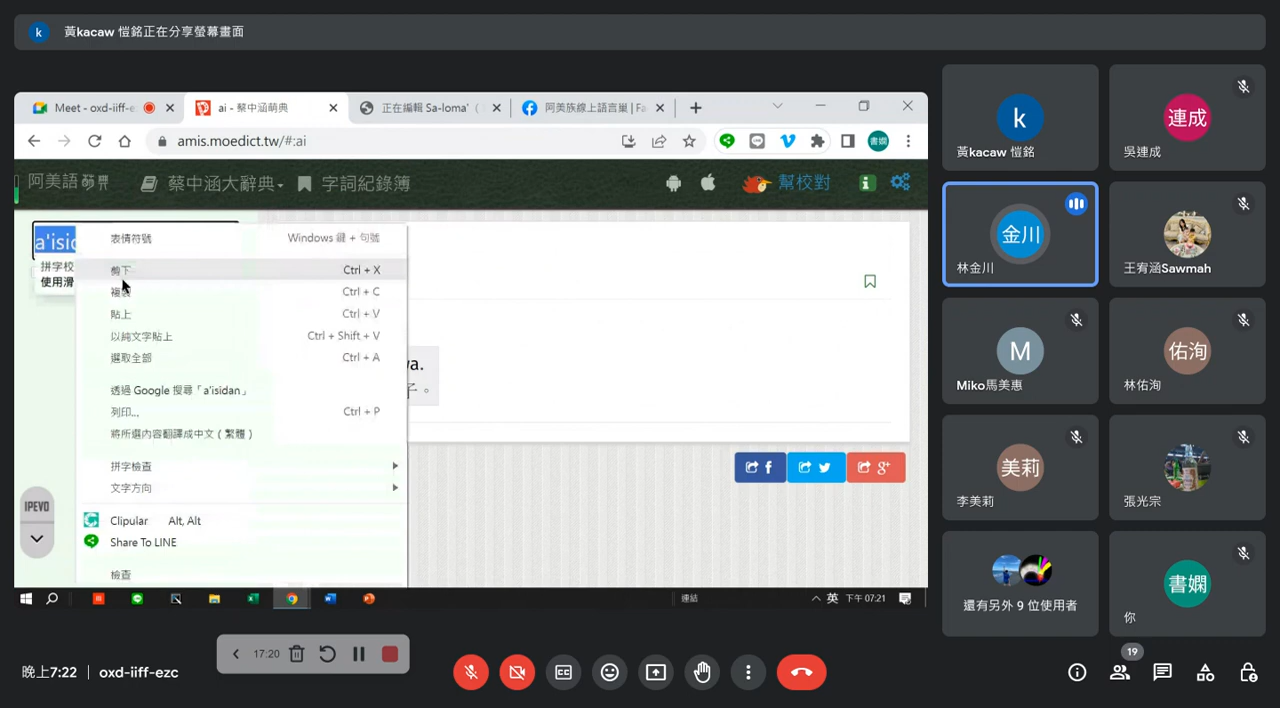 k 黃kacaw 愷銘正在分享螢幕畫面
Meet - oxd-iiff-e
ai - 蔡中涵萌典
正在編輯 Sa-loma'
阿美族線上語言巢 | Fa
amis.moedict.tw/#:ai
書嫻
阿美語萌典
蔡中涵大辭典
字詞紀錄簿
幫校對
a'isid
拼字校
使用滑
表情符號 Windows 鍵 + 句號
剪下 Ctrl + X
複製 Ctrl + C
貼上 Ctrl + V
以純文字貼上 Ctrl + Shift + V
選取全部 Ctrl + A
透過 Google 搜尋「a'isidan」
列印... Ctrl + P
將所選內容翻譯成中文 ( 繁體 )
拼字檢查
文字方向
Clipular Alt, Alt
Share To LINE
檢查
a.
子。
f
g+
IPEVO
連結
英 下午 07:21
k
黃kacaw 愷銘
連成
吳連成
金川
林金川
王宥涵Sawmah
M
Miko馬美惠
佑洵
林佑洵
美莉
李美莉
張光宗
還有另外 9 位使用者
書嫻
你
17:20
晚上7:22 | oxd-iiff-ezc
19